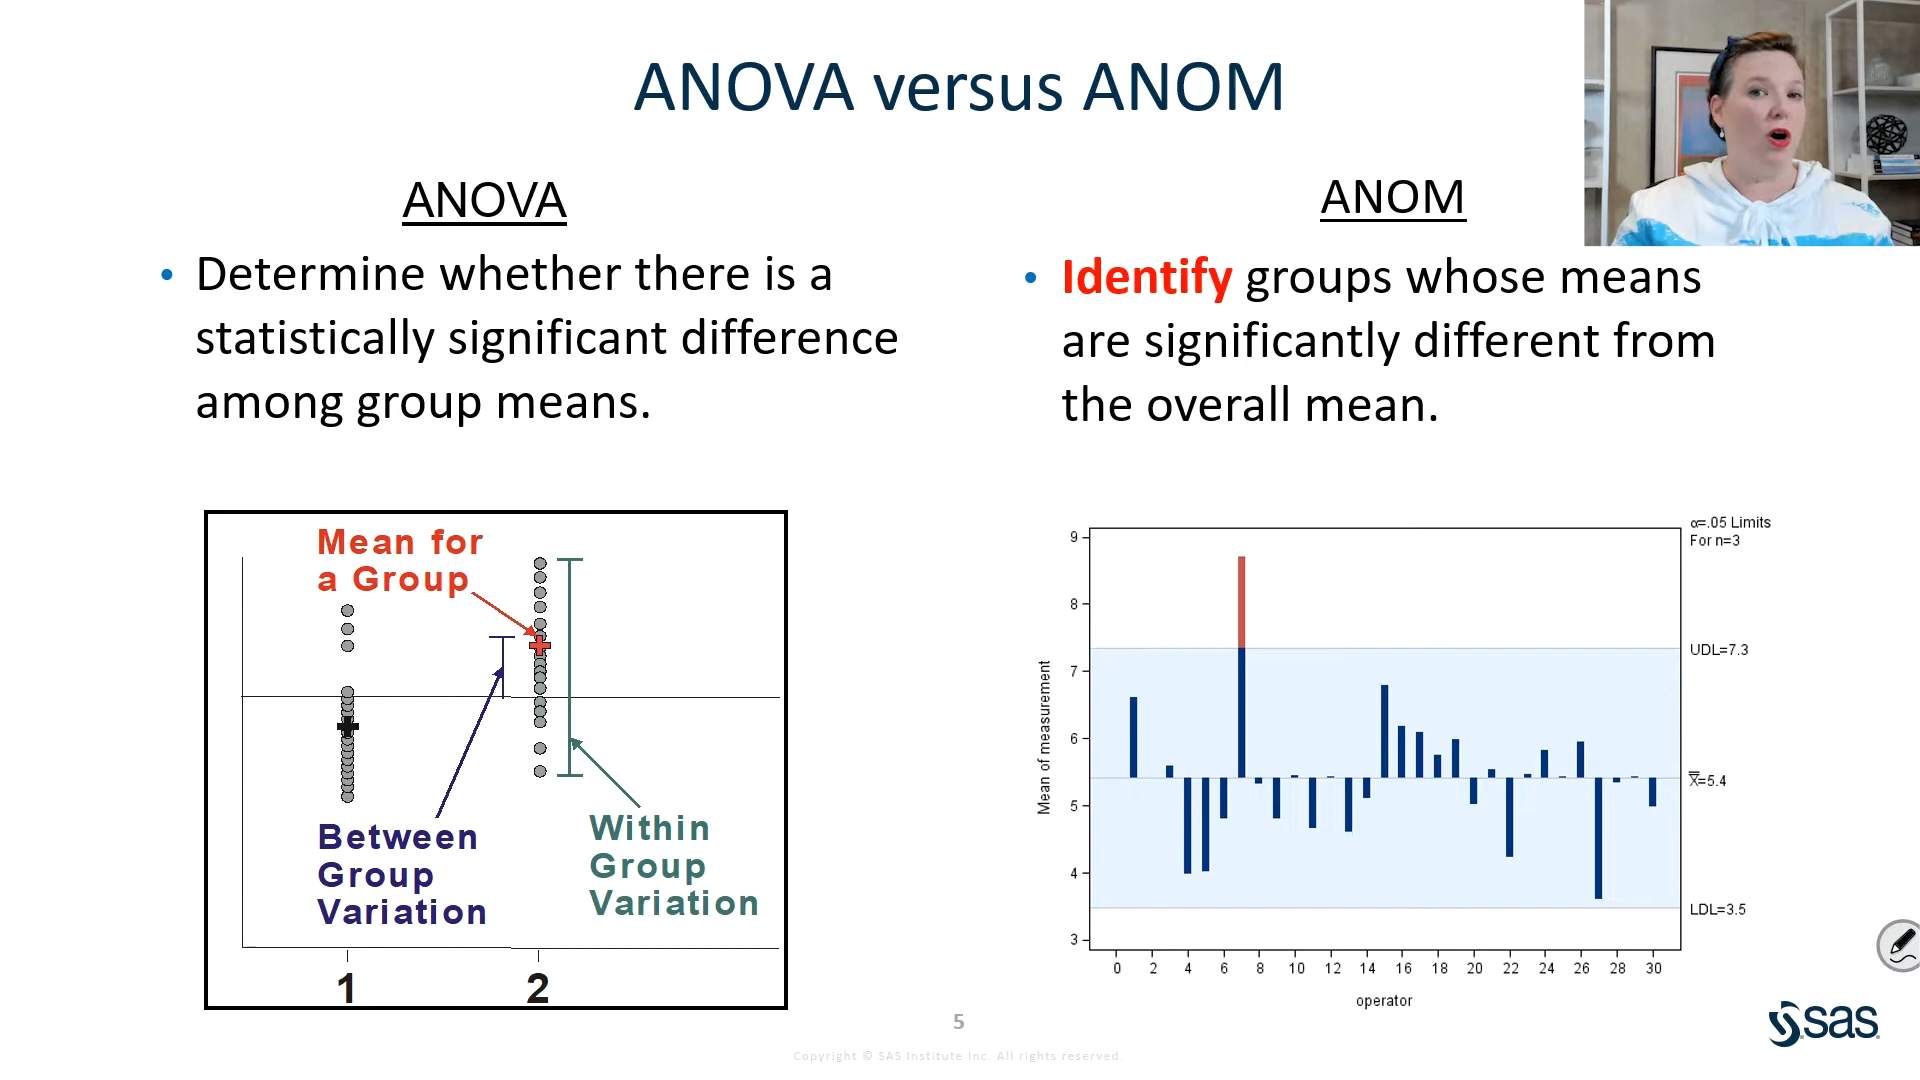 ANOVA versus ANOM
ANOVA
• Determine whether there is a
statistically significant difference
among group means.
Mean for
a Group
Between
Group
Variation
Within
Group
Variation
1 2
ANOM
• Identify groups whose means
are significantly different from
the overall mean.
α=.05 Limits
For n=3
9
8
7
6
5
4
3
Mean of measurement
UDL=7.3
X̿=5.4
LDL=3.5
0 2 4 6 8 10 12 14 16 18 20 22 24 26 28 30
operator
5
Copyright © SAS Institute Inc. All rights reserved.
sas